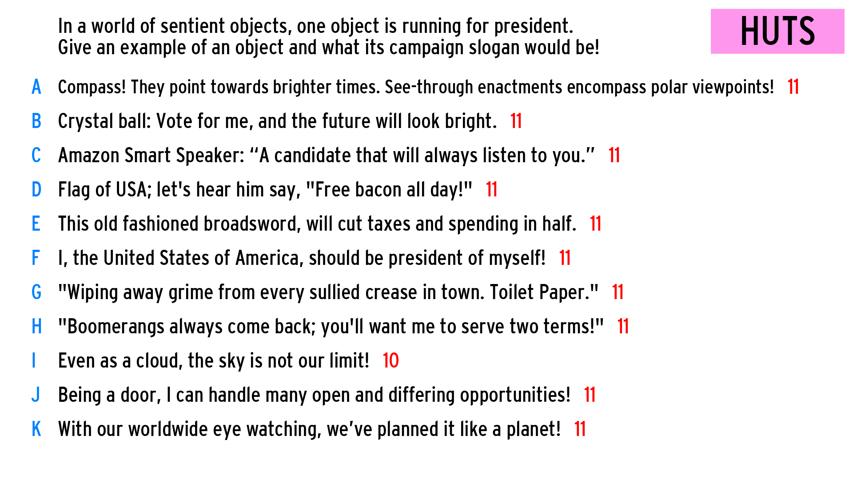 In a world of sentient objects, one object is running for president.
Give an example of an object and what its campaign slogan would be!
HUTS
A Compass! They point towards brighter times. See-through enactments encompass polar viewpoints! 11
B Crystal ball: Vote for me, and the future will look bright. 11
C Amazon Smart Speaker: “A candidate that will always listen to you.” 11
D Flag of USA; let's hear him say, "Free bacon all day!" 11
E This old fashioned broadsword, will cut taxes and spending in half. 11
F I, the United States of America, should be president of myself! 11
G "Wiping away grime from every sullied crease in town. Toilet Paper." 11
H "Boomerangs always come back; you'll want me to serve two terms!" 11
I Even as a cloud, the sky is not our limit! 10
J Being a door, I can handle many open and differing opportunities! 11
K With our worldwide eye watching, we’ve planned it like a planet! 11